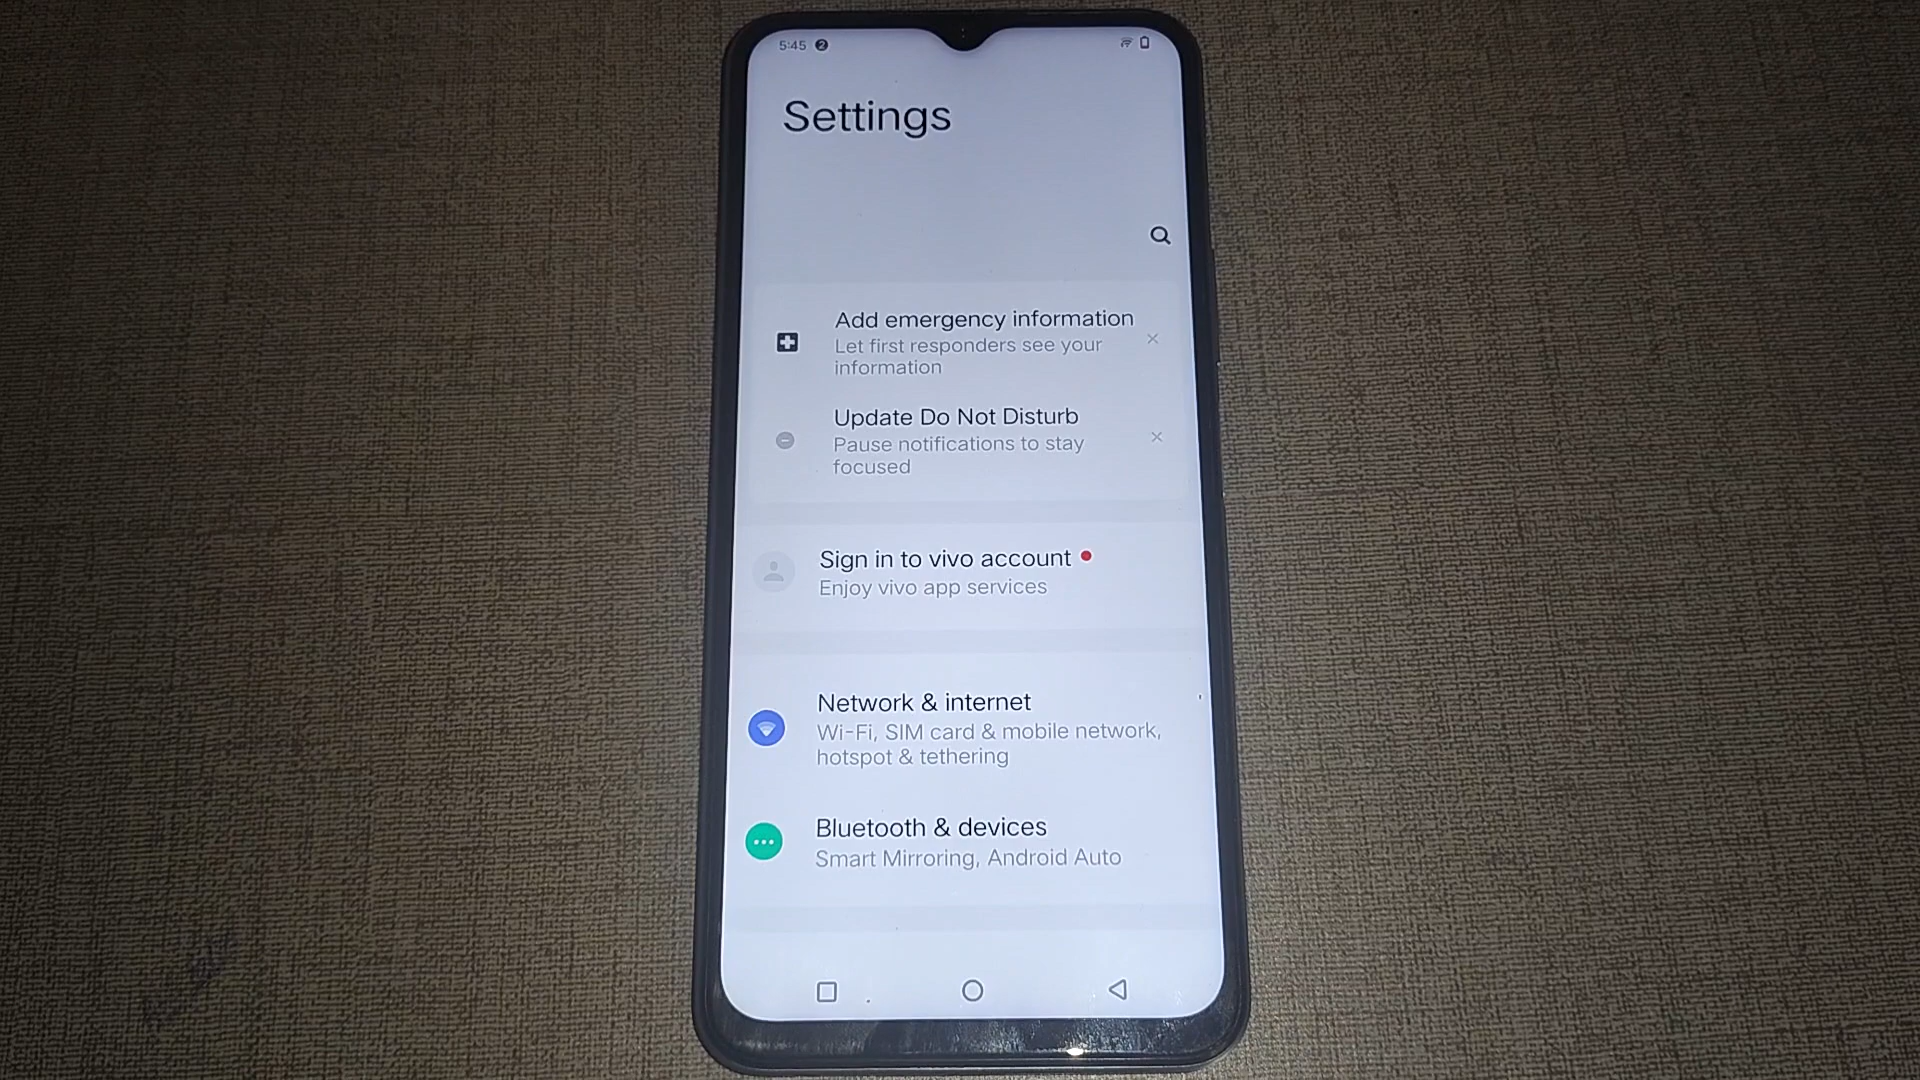 5:45 2
Settings
Add emergency information
Let first responders see your
information
Update Do Not Disturb
Pause notifications to stay
focused
Sign in to vivo account
Enjoy vivo app services
Network & internet
Wi-Fi, SIM card & mobile network,
hotspot & tethering
Bluetooth & devices
Smart Mirroring, Android Auto